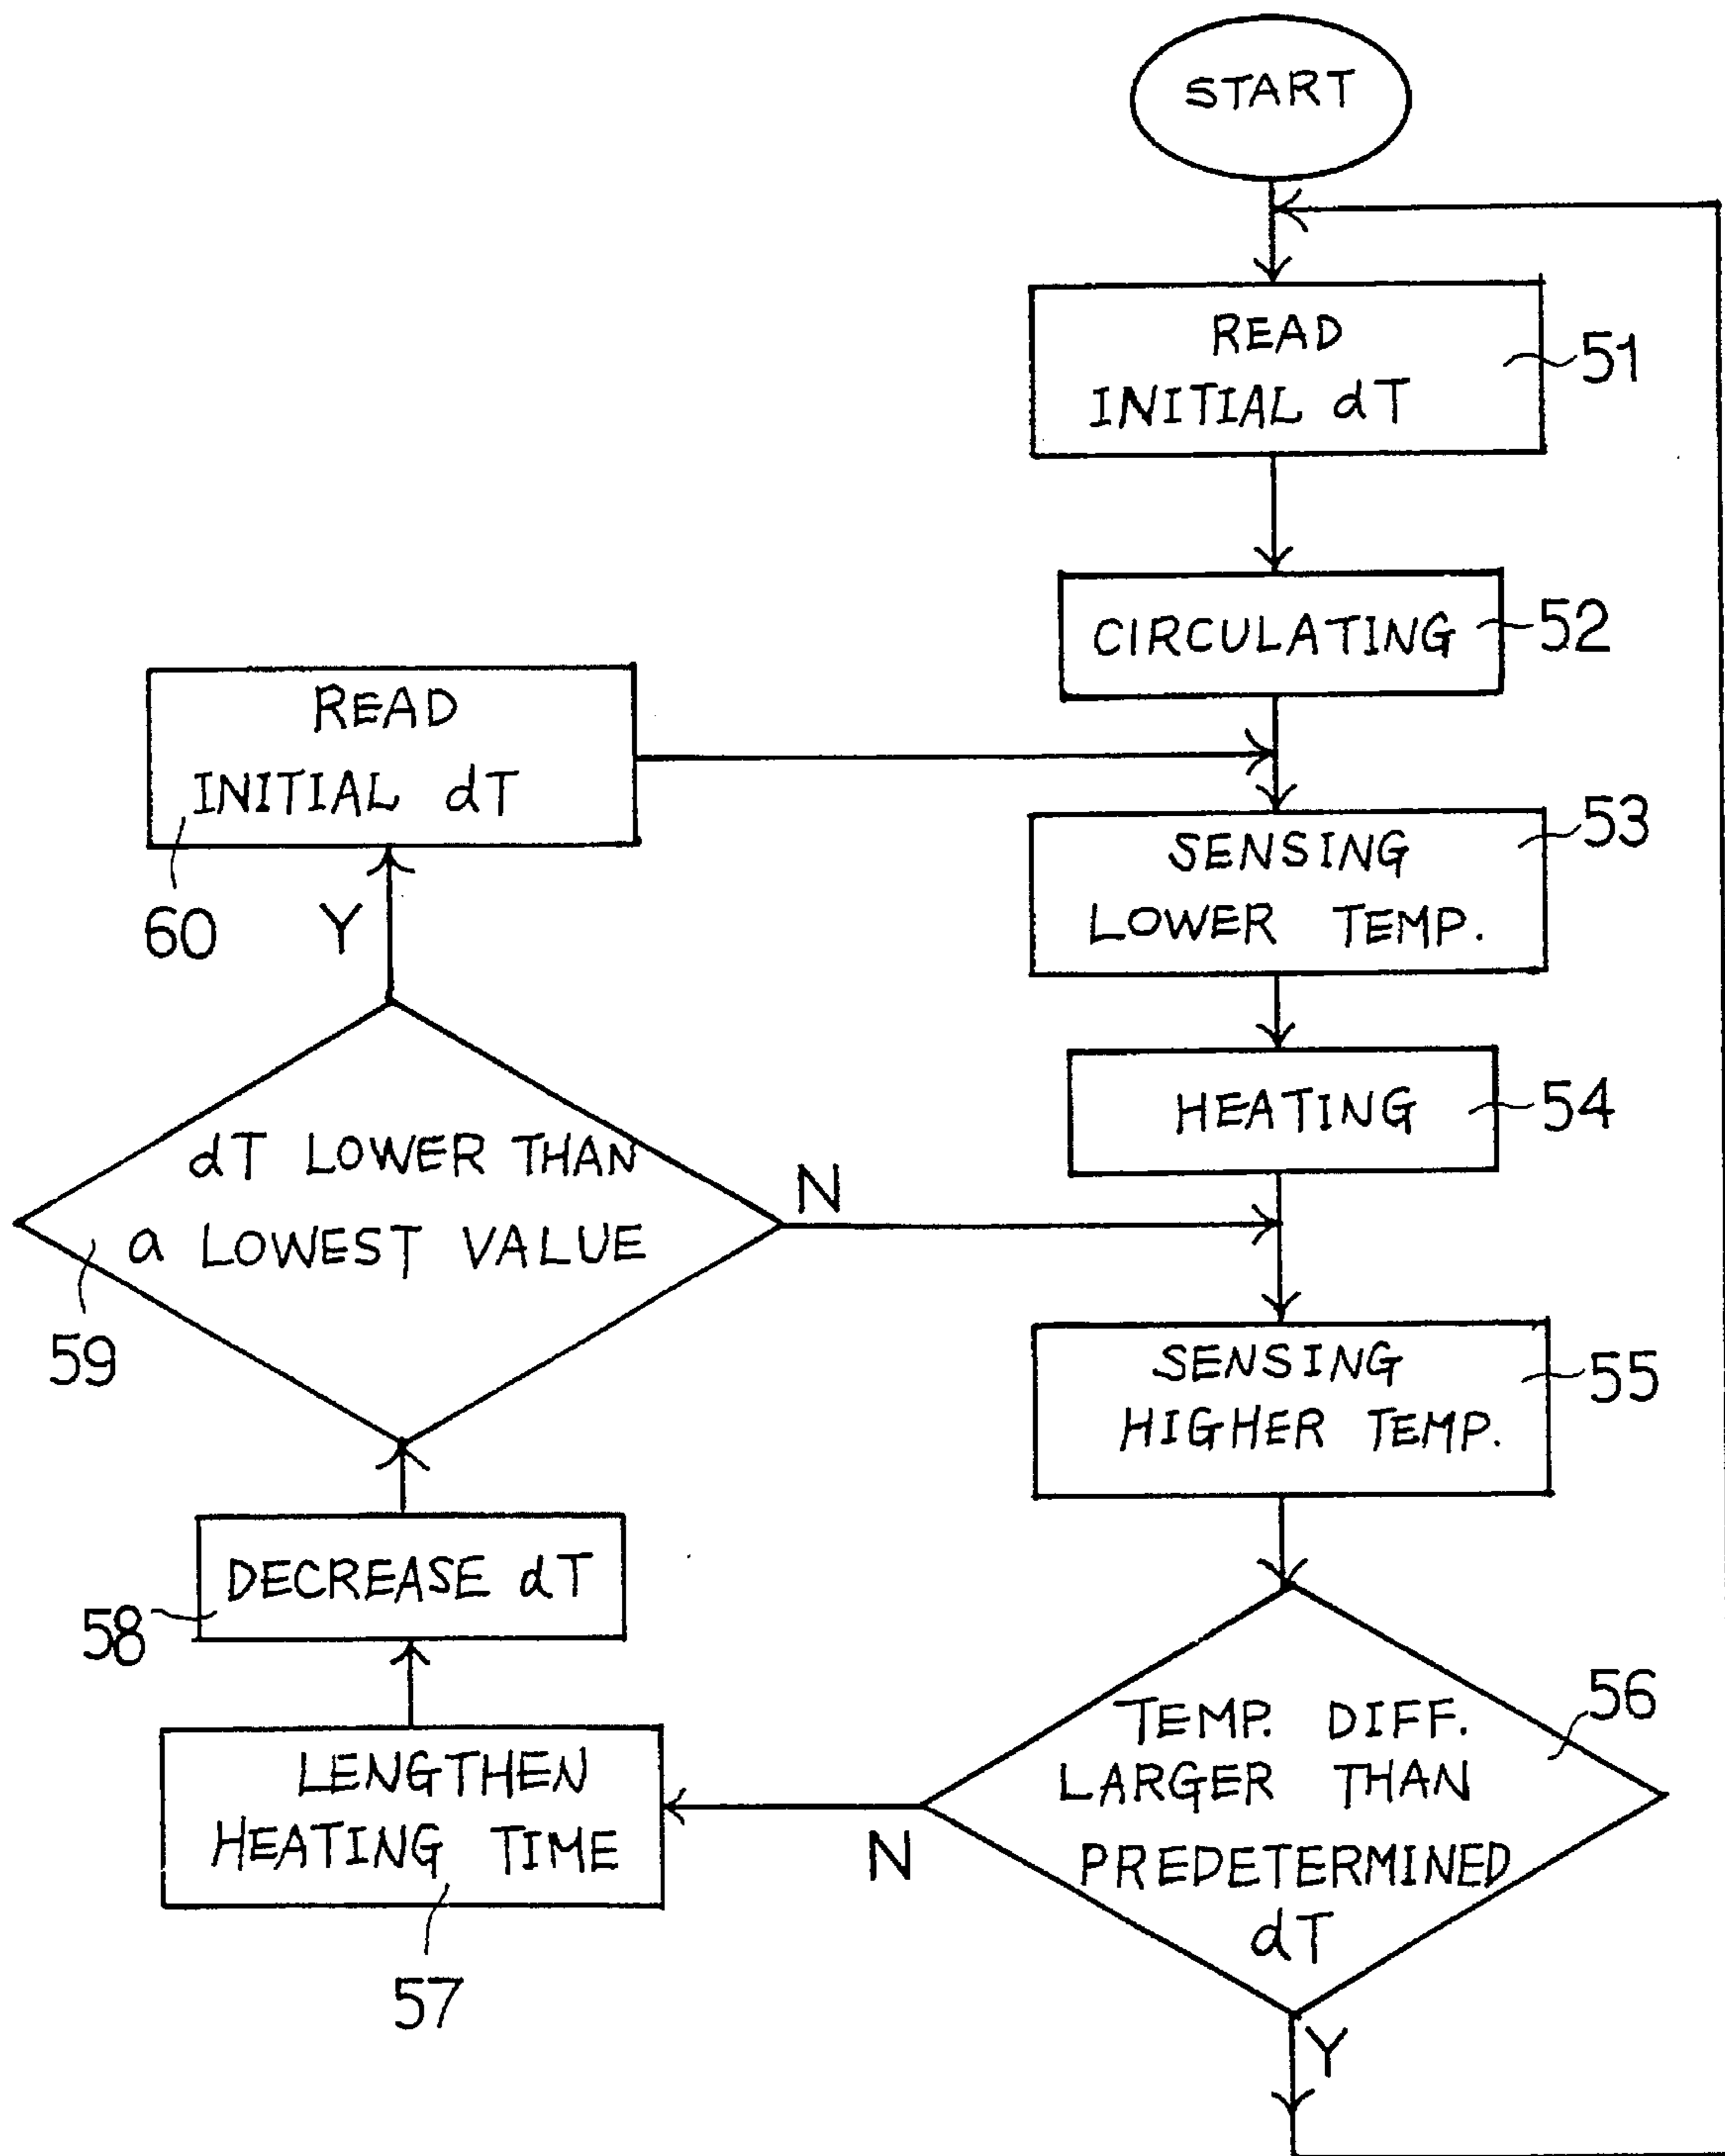 START
READ
INITIAL dT
51
CIRCULATING
52
READ
INITIAL dT
60
Y
SENSING
LOWER TEMP.
53
HEATING
54
dT LOWER THAN
a LOWEST VALUE
59
N
SENSING
HIGHER TEMP.
55
DECREASE dT
58
TEMP. DIFF.
LARGER THAN
PREDETERMINED
dT
56
N
Y
LENGTHEN
HEATING TIME
57